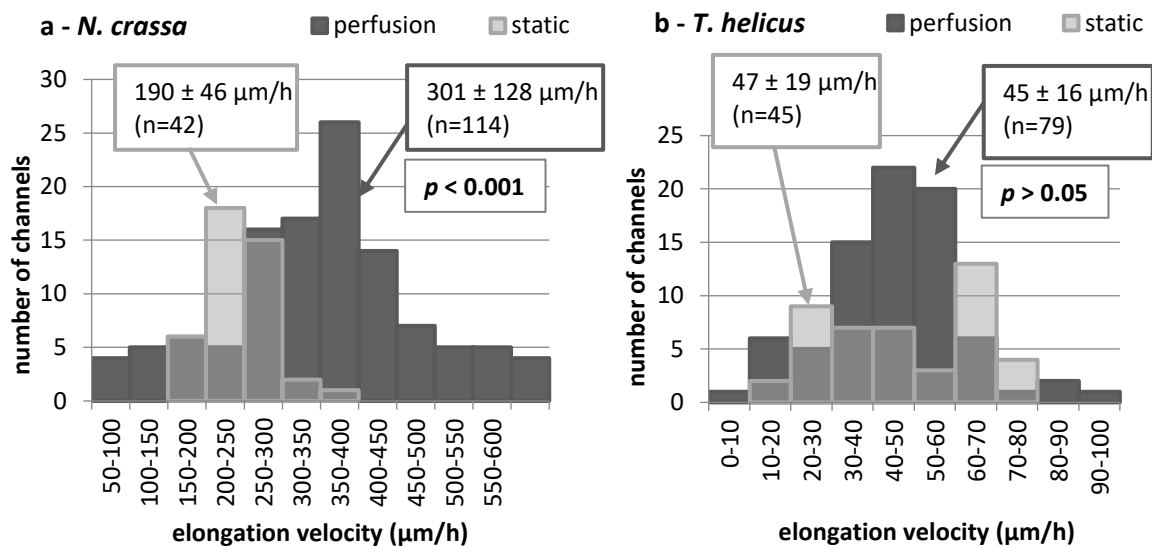 a - N. crassa
perfusion
static
190 ± 46 µm/h
(n=42)
301 ± 128 µm/h
(n=114)
p < 0.001
number of channels
30
25
20
15
10
5
0
50-100
100-150
150-200
200-250
250-300
300-350
350-400
400-450
450-500
500-550
550-600
elongation velocity (µm/h)
b - T. helicus
perfusion
static
47 ± 19 µm/h
(n=45)
45 ± 16 µm/h
(n=79)
p > 0.05
number of channels
25
20
15
10
5
0
0-10
10-20
20-30
30-40
40-50
50-60
60-70
70-80
80-90
90-100
elongation velocity (µm/h)